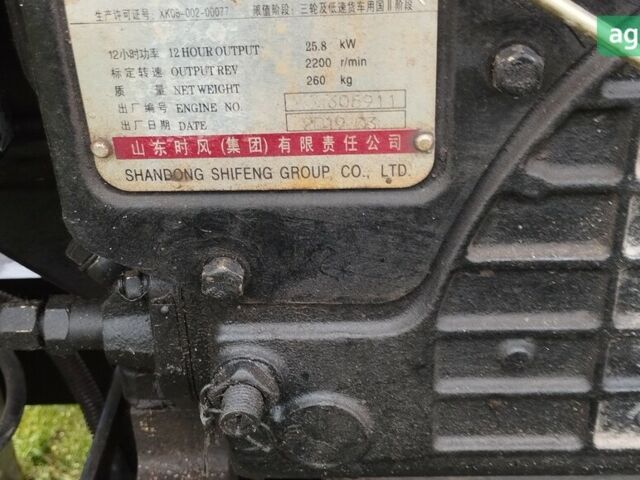 生产许可证号: XK06-002-00077 限值阶段: 三轮及低速货车用国Ⅱ阶段
12小时功率 12 HOUR OUTPUT 25.8 kW
标定转速 OUTPUT REV 2200 r/min
质量 NET WEIGHT 260 kg
出厂编号 ENGINE NO.
出厂日期 DATE 2019.03
山东时风(集团)有限责任公司
SHANDONG SHIFENG GROUP CO., LTD.
ag